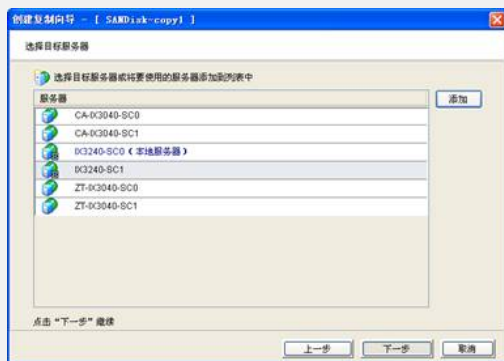 创建复制向导 - [ SANDisk-copy1 ]
选择目标服务器
选择目标服务器或将要使用的服务器添加到列表中
服务器
添加
CA-IX3040-SC0
CA-IX3040-SC1
IX3240-SC0 ( 本地服务器 )
IX3240-SC1
ZT-IX3040-SC0
ZT-IX3040-SC1
点击 “下一步” 继续
上一步 下一步 取消